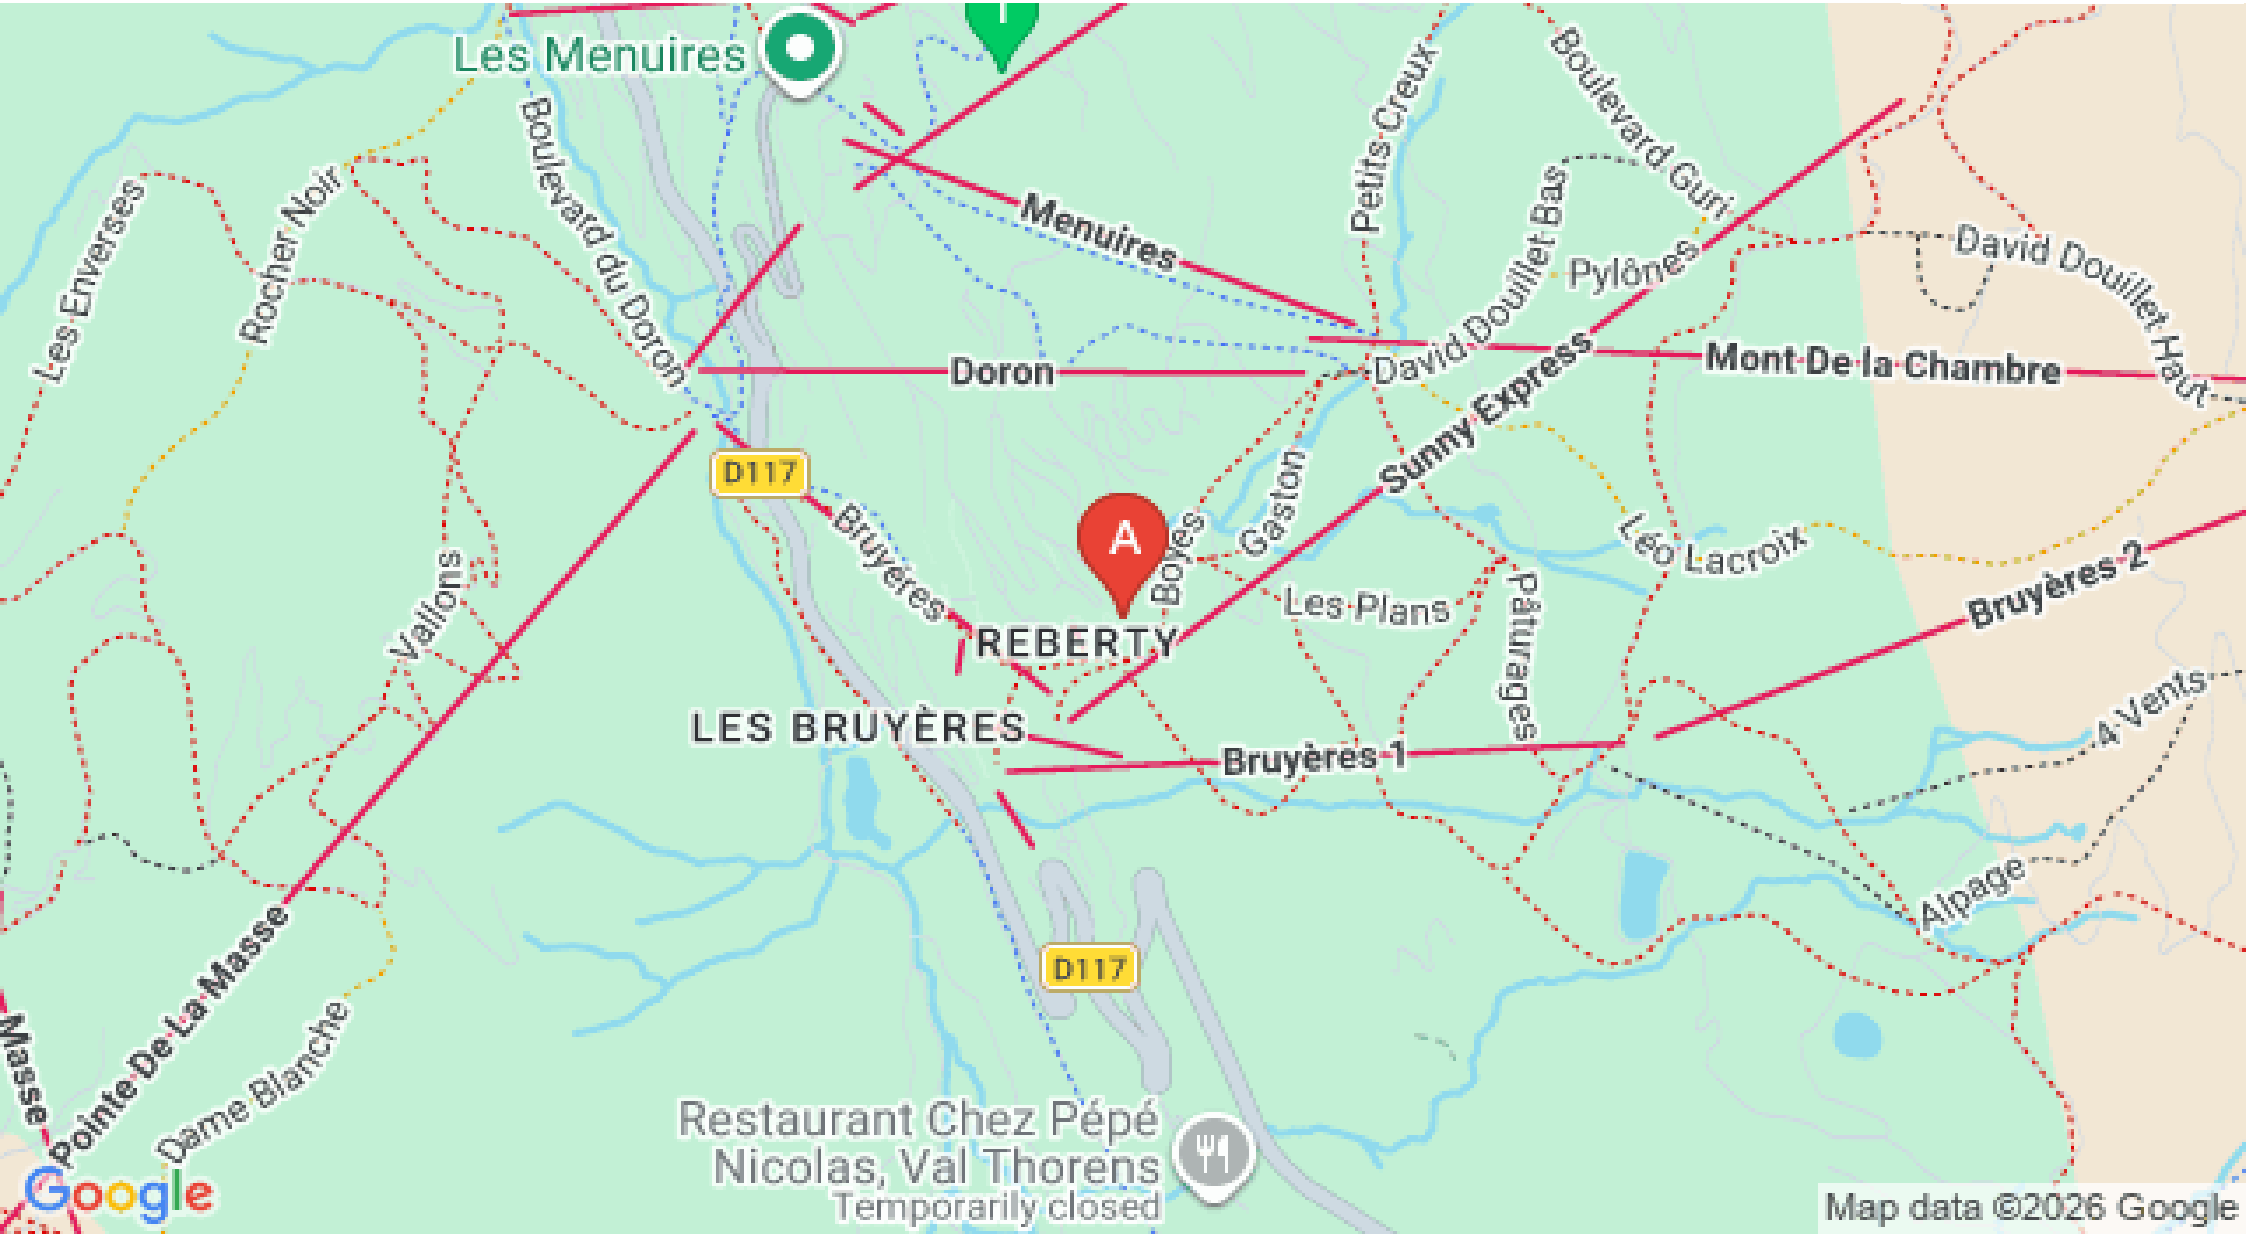 Les Menuires
T
Boulevard du Doron
Petits Creux
Boulevard Guri
Les Enverses
Rocher Noir
Menuires
David Douillet Bas
Pylônes
David Douillet Haut
Doron
Mont De la Chambre
Sunny Express
D117
Bruyères
A
Boyes
Gaston
Les Plans
Léo Lacroix
Bruyères 2
Vallons
REBERTY
Pâturages
LES BRUYÈRES
Bruyères 1
4 Vents
Alpage
Pointe De La Masse
D117
Masse
Dame Blanche
Restaurant Chez Pépé
Nicolas, Val Thorens
Temporarily closed
Google
Map data ©2026 Google